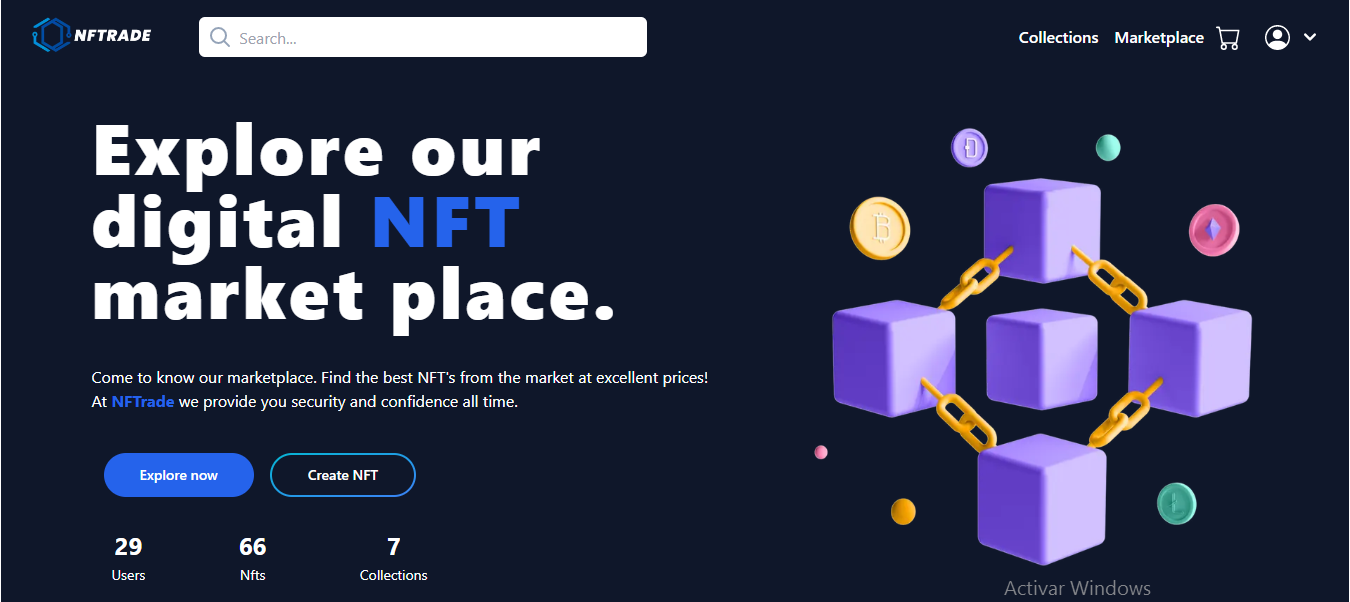 NFTRADE
Search...
Collections
Marketplace
Explore our
digital NFT
market place.
Come to know our marketplace. Find the best NFT's from the market at excellent prices!
At NFTrade we provide you security and confidence all time.
Explore now
Create NFT
29
66
7
Users
Nfts
Collections
Activar Windows